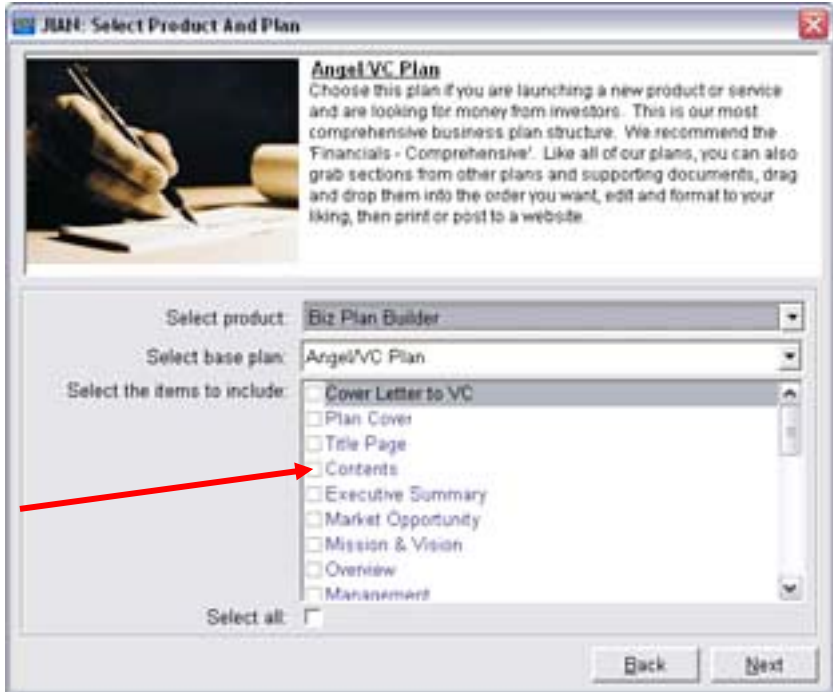 JIAN: Select Product And Plan
Angel/VC Plan
Choose this plan if you are launching a new product or service
and are looking for money from investors. This is our most
comprehensive business plan structure. We recommend the
'Financials - Comprehensive'. Like all of our plans, you can also
grab sections from other plans and supporting documents, drag
and drop them into the order you want, edit and format to your
liking, then print or post to a website.
Select product: Biz Plan Builder
Select base plan: Angel/VC Plan
Select the items to include: Cover Letter to VC
Plan Cover
Title Page
Contents
Executive Summary
Market Opportunity
Mission & Vision
Overview
Management
Select all:
Back Next